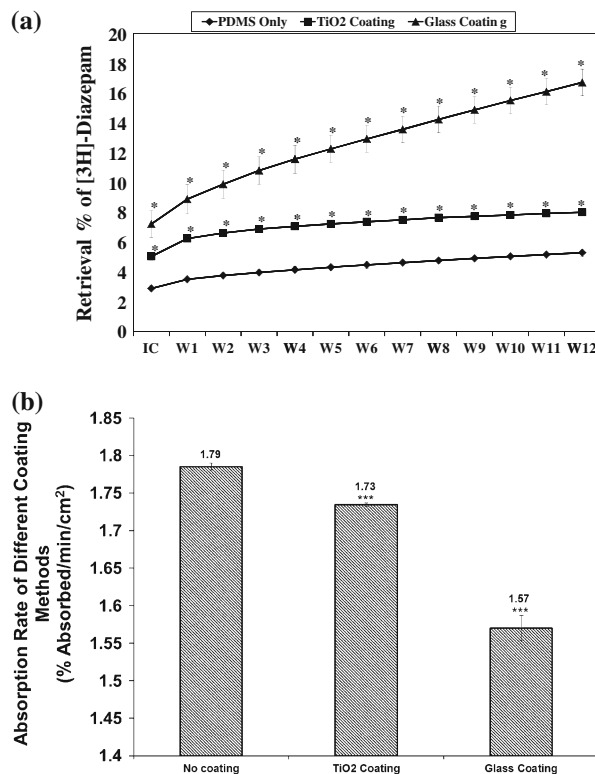 (a)
PDMS Only TiO2 Coating Glass Coating
Retrieval % of [3H]-Diazepam
20
18
16
14
12
10
8
6
4
2
0
* * * * * * * * * * * * *
* * * * * * * * * * * * *
IC W1 W2 W3 W4 W5 W6 W7 W8 W9 W10 W11 W12
(b)
Absorption Rate of Different Coating
Methods
(% Absorbed/min/cm²)
1.85
1.8
1.75
1.7
1.65
1.6
1.55
1.5
1.45
1.4
1.79
1.73
***
1.57
***
No coating TiO2 Coating Glass Coating